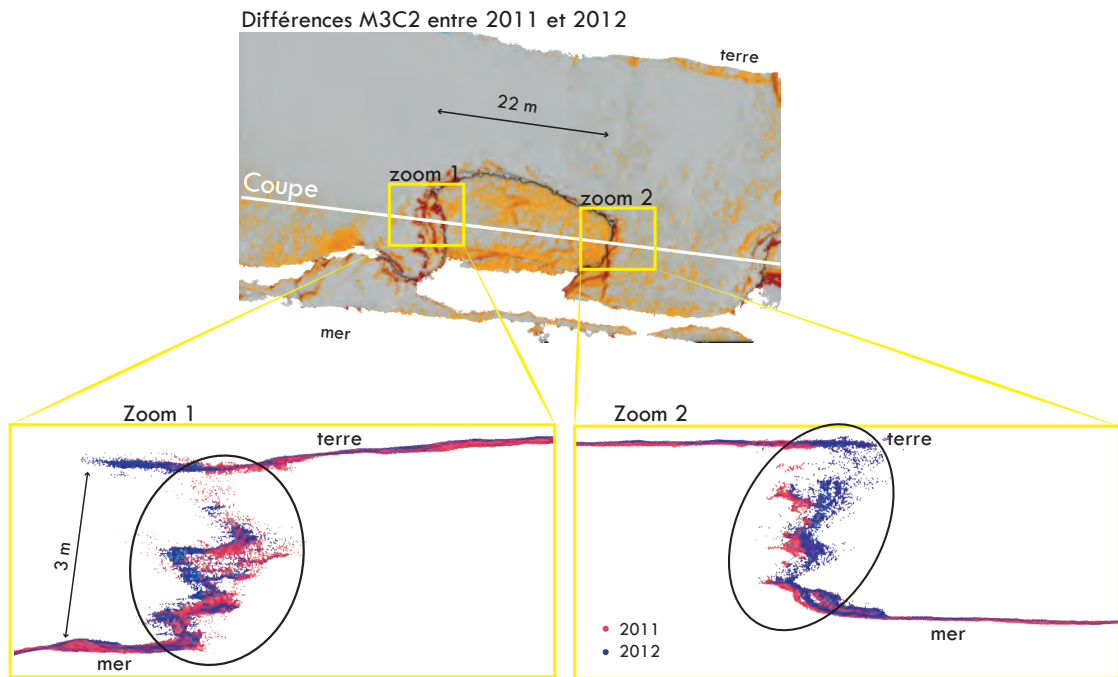 Différences M3C2 entre 2011 et 2012
terre
22 m
zoom 1
zoom 2
Coupe
mer
Zoom 1
terre
3 m
mer
Zoom 2
terre
2011
2012
mer